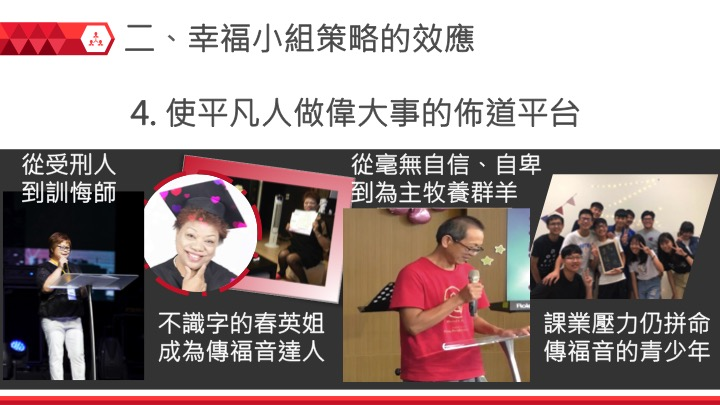 二、幸福小組策略的效應
4. 使平凡人做偉大事的佈道平台
從受刑人
到訓悔師
從毫無自信、自卑
到為主牧養群羊
不識字的春英姐
成為傳福音達人
課業壓力仍拼命
傳福音的青少年